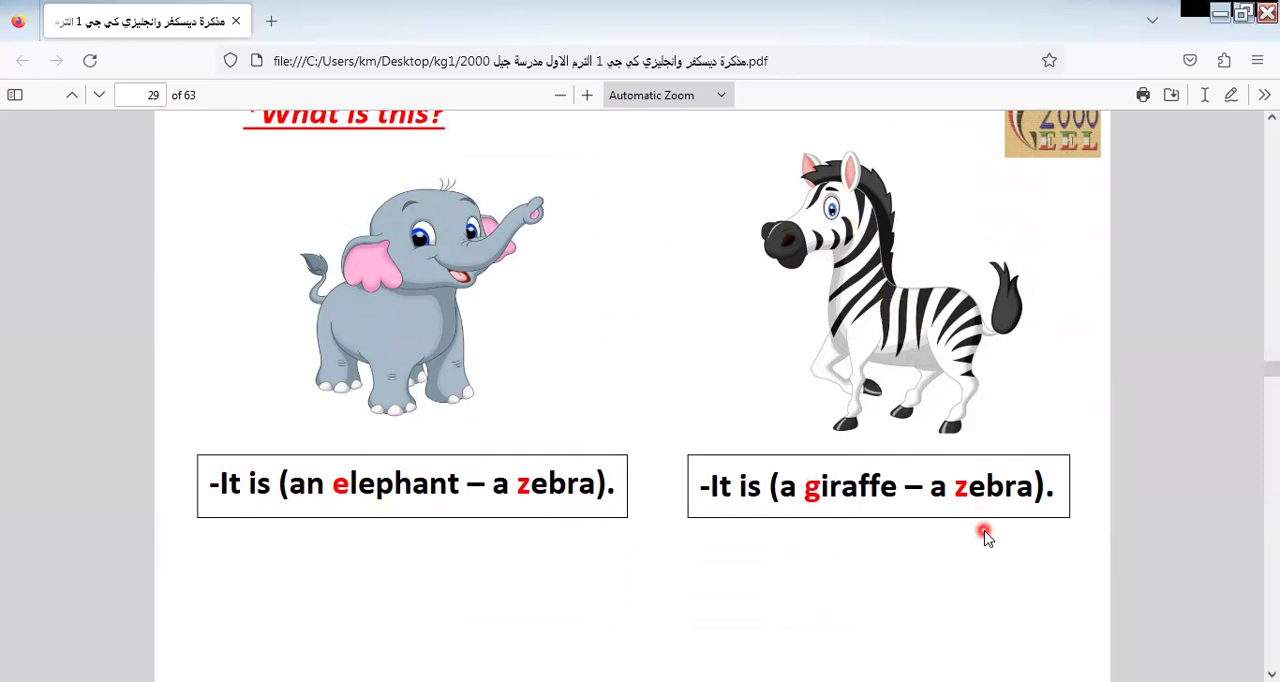 مذكرة ديسكفر وانجليزي كي جي 1 الترم
file:///C:/Users/km/Desktop/kg1/2000 مذكرة ديسكفر وانجليزي كي جي 1 الترم الاول مدرسة جيل.pdf
29 of 63
Automatic Zoom
*What is this?
2000
EEL
-It is (an elephant – a zebra).
-It is (a giraffe – a zebra).